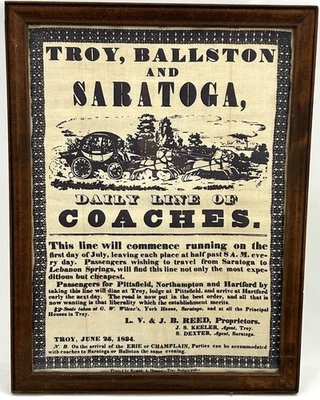 TROY, BALLSTON
AND
SARATOGA,
DAILY LINE OF
COACHES.
This line will commence running on the
first day of July, leaving each place at half past 8 A. M. ev-
ery day. Passengers wishing to travel from Saratoga to
Lebanon Springs, will find this line not only the most expe-
ditious but cheapest.
Passengers for Pittsfield, Northampton and Hartford by
taking this line will dine at Troy, lodge at Pittsfield, and arrive at Hartford
early the next day. The road is now put in the best order, and all that is
now wanting is that liberality which the establishment merits.
Seats taken at G. W. Wilcox's, York House, Saratoga, and at all the Principal
Houses in Troy.
L. V. & J. B. REED, Proprietors.
J. S. KEELER, Agent, Troy.
S. DEXTER, Agent, Saratoga.
TROY, JUNE 25, 1834.
N. B. On the arrival of the ERIE or CHAMPLAIN, Parties can be accommodated
with coaches to Saratoga or Ballston the same evening.